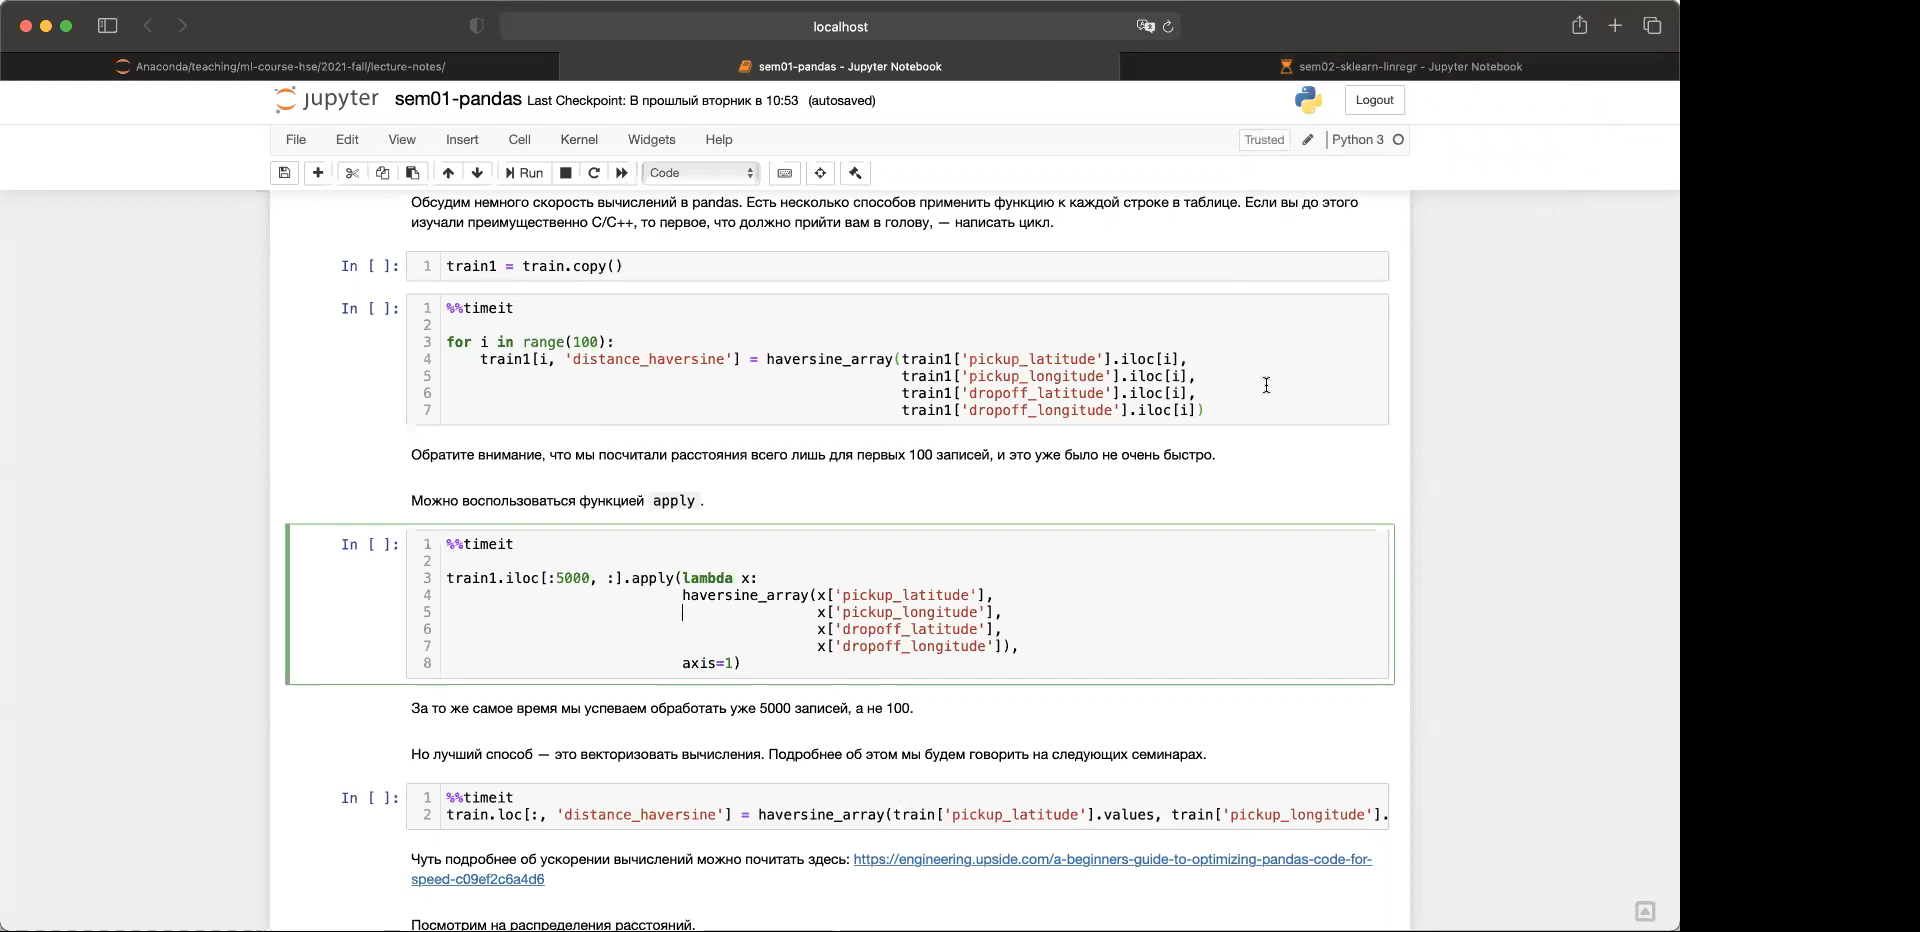 localhost
Anaconda/teaching/ml-course-hse/2021-fall/lecture-notes/
sem01-pandas - Jupyter Notebook
sem02-sklearn-linregr - Jupyter Notebook
jupyter sem01-pandas Last Checkpoint: В прошлый вторник в 10:53 (autosaved)
Logout
File Edit View Insert Cell Kernel Widgets Help
Trusted Python 3
Run Code
Обсудим немного скорость вычислений в pandas. Есть несколько способов применить функцию к каждой строке в таблице. Если вы до этого
изучали преимущественно C/C++, то первое, что должно прийти вам в голову, — написать цикл.
In [ ]: 1 train1 = train.copy()
In [ ]: 1 %%timeit
2
3 for i in range(100):
4 train1[i, 'distance_haversine'] = haversine_array(train1['pickup_latitude'].iloc[i],
5 train1['pickup_longitude'].iloc[i],
6 train1['dropoff_latitude'].iloc[i],
7 train1['dropoff_longitude'].iloc[i])
Обратите внимание, что мы посчитали расстояния всего лишь для первых 100 записей, и это уже было не очень быстро.
Можно воспользоваться функцией apply .
In [ ]: 1 %%timeit
2
3 train1.iloc[:5000, :].apply(lambda x:
4 haversine_array(x['pickup_latitude'],
5 x['pickup_longitude'],
6 x['dropoff_latitude'],
7 x['dropoff_longitude']),
8 axis=1)
За то же самое время мы успеваем обработать уже 5000 записей, а не 100.
Но лучший способ — это векторизовать вычисления. Подробнее об этом мы будем говорить на следующих семинарах.
In [ ]: 1 %%timeit
2 train.loc[:, 'distance_haversine'] = haversine_array(train['pickup_latitude'].values, train['pickup_longitude'].
Чуть подробнее об ускорении вычислений можно почитать здесь: https://engineering.upside.com/a-beginners-guide-to-optimizing-pandas-code-for-
speed-c09ef2c6a4d6
Посмотрим на распределения расстояний.